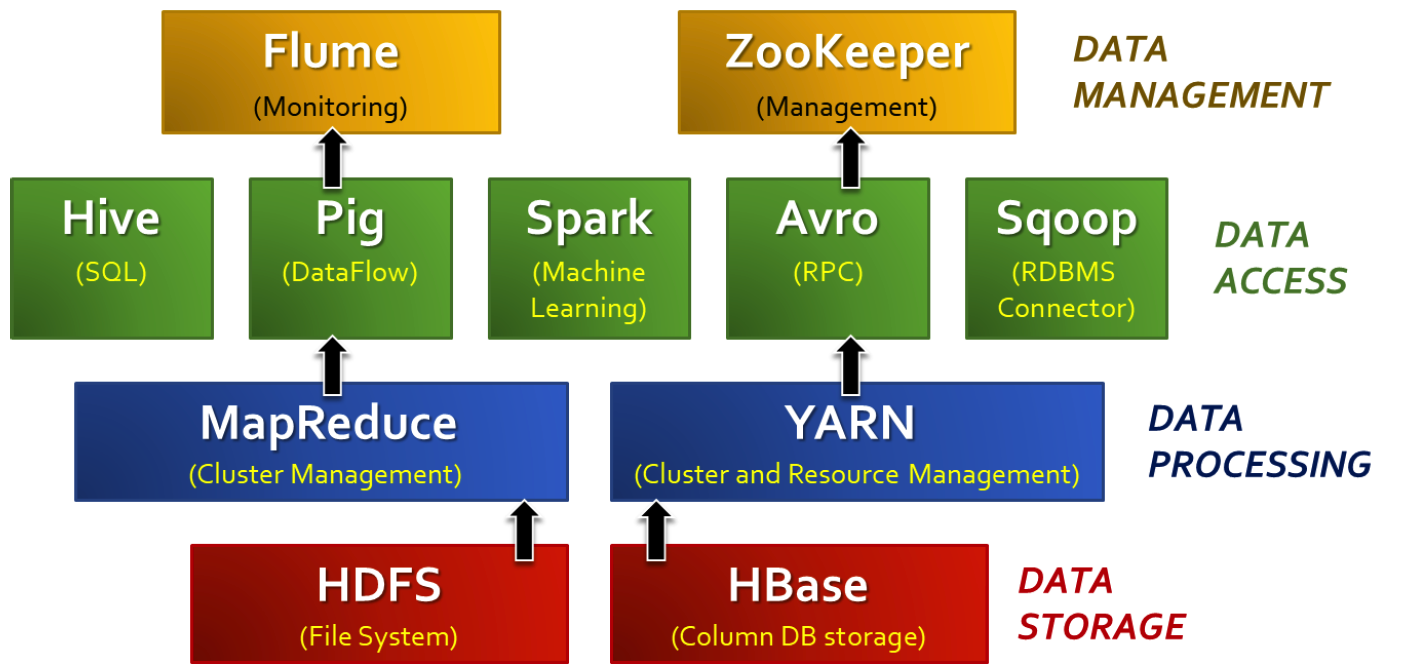 Flume
(Monitoring)
ZooKeeper
(Management)
DATA
MANAGEMENT
Hive
(SQL)
Pig
(DataFlow)
Spark
(Machine
Learning)
Avro
(RPC)
Sqoop
(RDBMS
Connector)
DATA
ACCESS
MapReduce
(Cluster Management)
YARN
(Cluster and Resource Management)
DATA
PROCESSING
HDFS
(File System)
HBase
(Column DB storage)
DATA
STORAGE